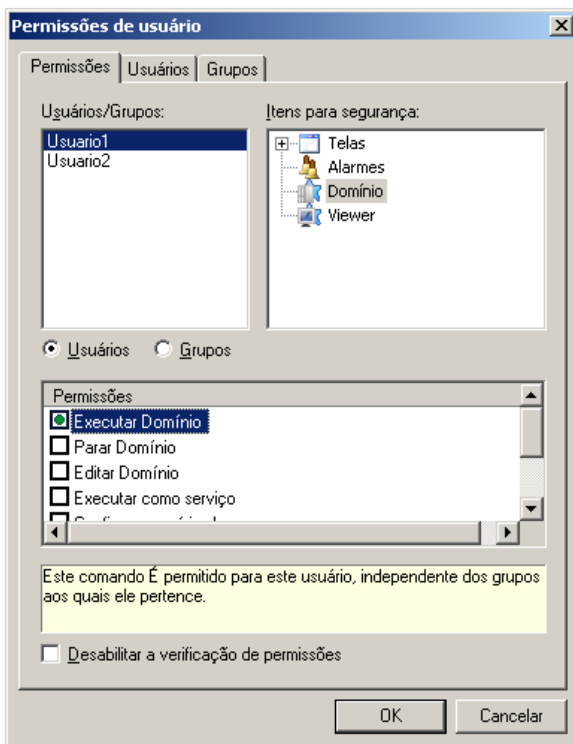 Permissões de usuário
Permissões Usuários Grupos
Usuários/Grupos: Itens para segurança:
Usuario1
Usuario2
Telas
Alarmes
Domínio
Viewer
Usuários Grupos
Permissões
Executar Domínio
Parar Domínio
Editar Domínio
Executar como serviço
Este comando É permitido para este usuário, independente dos grupos
aos quais ele pertence.
Desabilitar a verificação de permissões
OK Cancelar